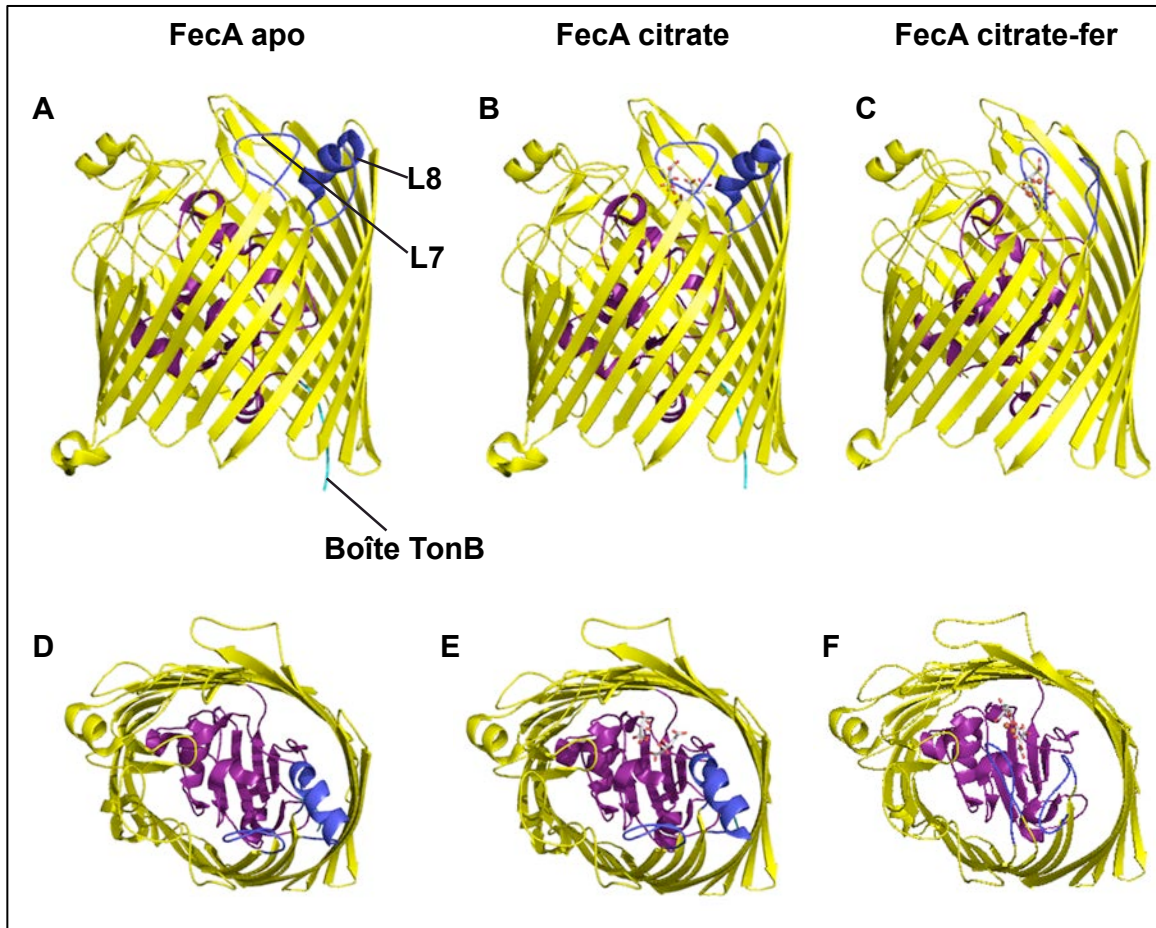 FecA apo
FecA citrate
FecA citrate-fer
A
B
C
L8
L7
Boîte TonB
D
E
F